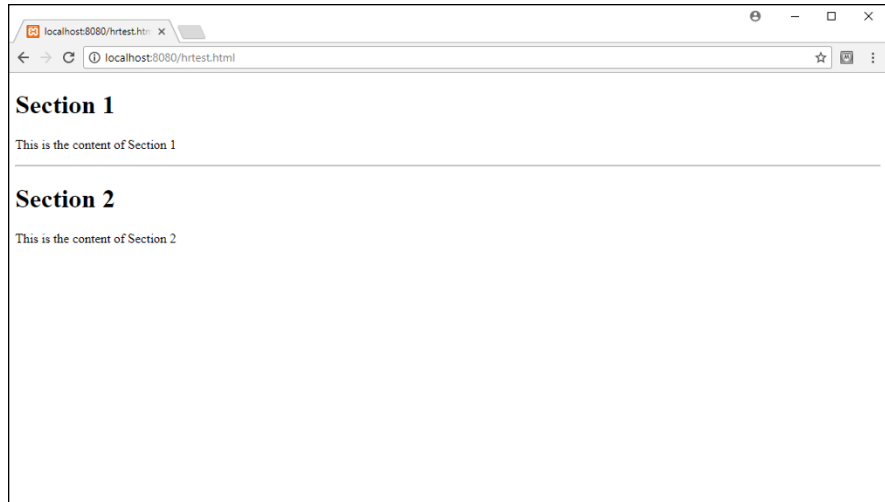 localhost:8080/hrtest.htm
localhost:8080/hrtest.html
Section 1
This is the content of Section 1
Section 2
This is the content of Section 2